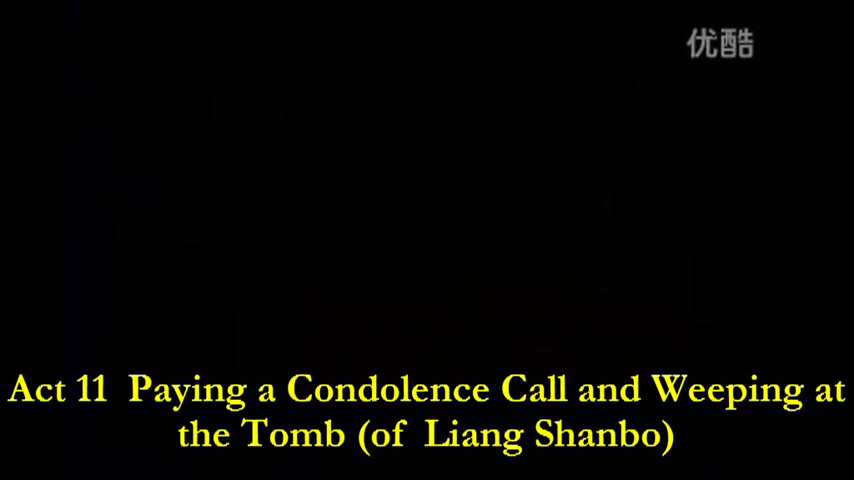 优酷
Act 11 Paying a Condolence Call and Weeping at
the Tomb (of Liang Shanbo)